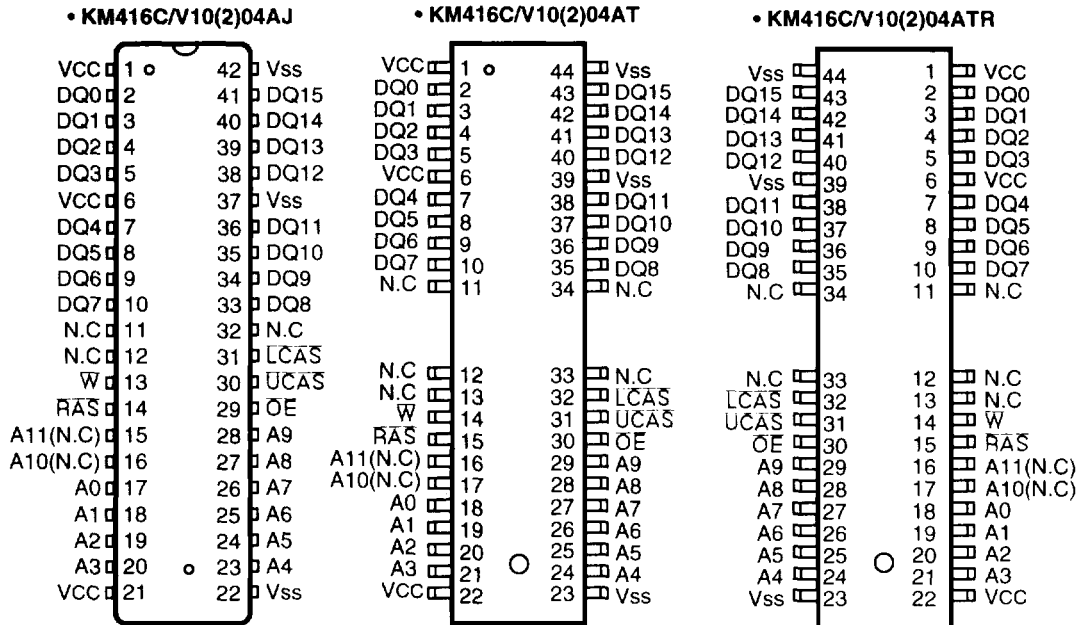 • KM416C/V10(2)04AJ
VCC 1 42 Vss
DQ0 2 41 DQ15
DQ1 3 40 DQ14
DQ2 4 39 DQ13
DQ3 5 38 DQ12
VCC 6 37 Vss
DQ4 7 36 DQ11
DQ5 8 35 DQ10
DQ6 9 34 DQ9
DQ7 10 33 DQ8
N.C 11 32 N.C
N.C 12 31 L̅C̅A̅S̅
W̅ 13 30 U̅C̅A̅S̅
R̅A̅S̅ 14 29 O̅E̅
A11(N.C) 15 28 A9
A10(N.C) 16 27 A8
A0 17 26 A7
A1 18 25 A6
A2 19 24 A5
A3 20 23 A4
VCC 21 22 Vss
• KM416C/V10(2)04AT
VCC 1 44 Vss
DQ0 2 43 DQ15
DQ1 3 42 DQ14
DQ2 4 41 DQ13
DQ3 5 40 DQ12
VCC 6 39 Vss
DQ4 7 38 DQ11
DQ5 8 37 DQ10
DQ6 9 36 DQ9
DQ7 10 35 DQ8
N.C 11 34 N.C
N.C 12 33 N.C
N.C 13 32 L̅C̅A̅S̅
W̅ 14 31 U̅C̅A̅S̅
R̅A̅S̅ 15 30 O̅E̅
A11(N.C) 16 29 A9
A10(N.C) 17 28 A8
A0 18 27 A7
A1 19 26 A6
A2 20 25 A5
A3 21 24 A4
VCC 22 23 Vss
• KM416C/V10(2)04ATR
Vss 44 1 VCC
DQ15 43 2 DQ0
DQ14 42 3 DQ1
DQ13 41 4 DQ2
DQ12 40 5 DQ3
Vss 39 6 VCC
DQ11 38 7 DQ4
DQ10 37 8 DQ5
DQ9 36 9 DQ6
DQ8 35 10 DQ7
N.C 34 11 N.C
N.C 33 12 N.C
L̅C̅A̅S̅ 32 13 N.C
U̅C̅A̅S̅ 31 14 W̅
O̅E̅ 30 15 R̅A̅S̅
A9 29 16 A11(N.C)
A8 28 17 A10(N.C)
A7 27 18 A0
A6 26 19 A1
A5 25 20 A2
A4 24 21 A3
Vss 23 22 VCC